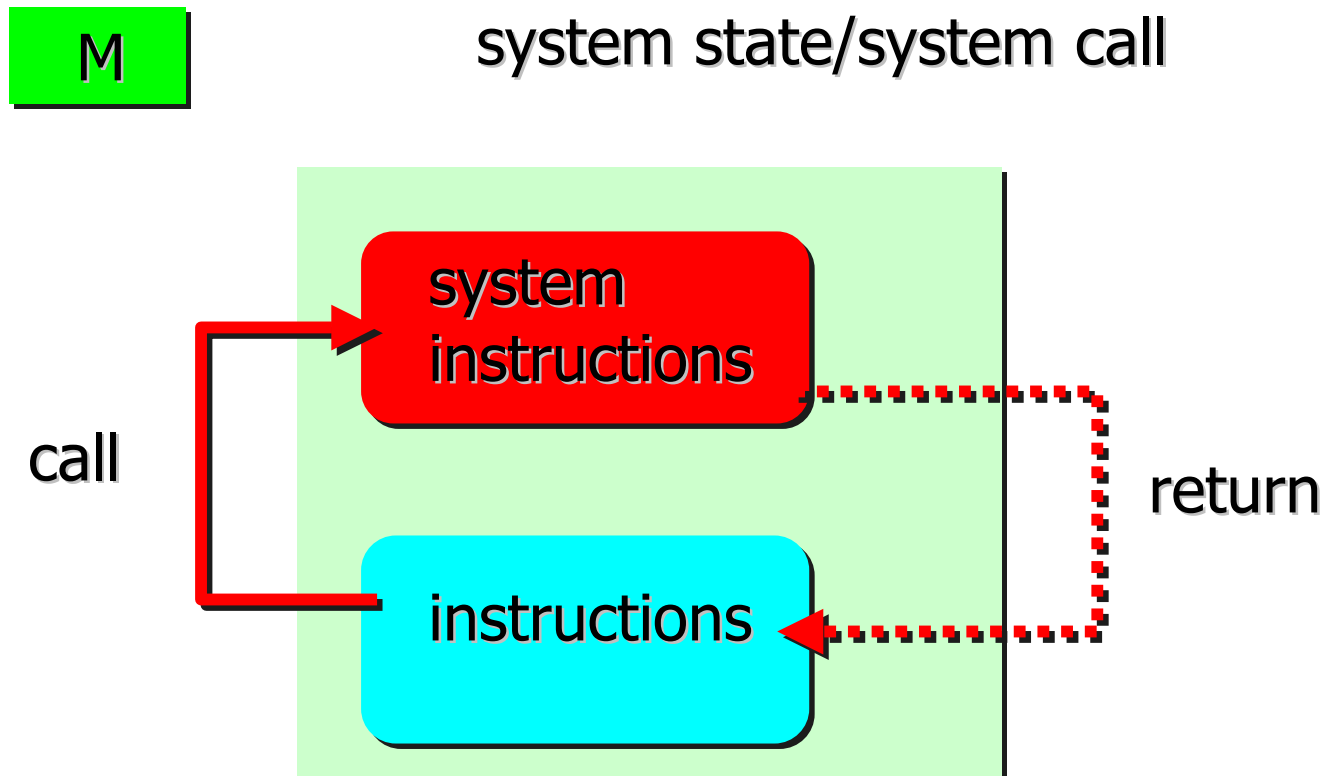 M
system state/system call
system
instructions
call
return
instructions